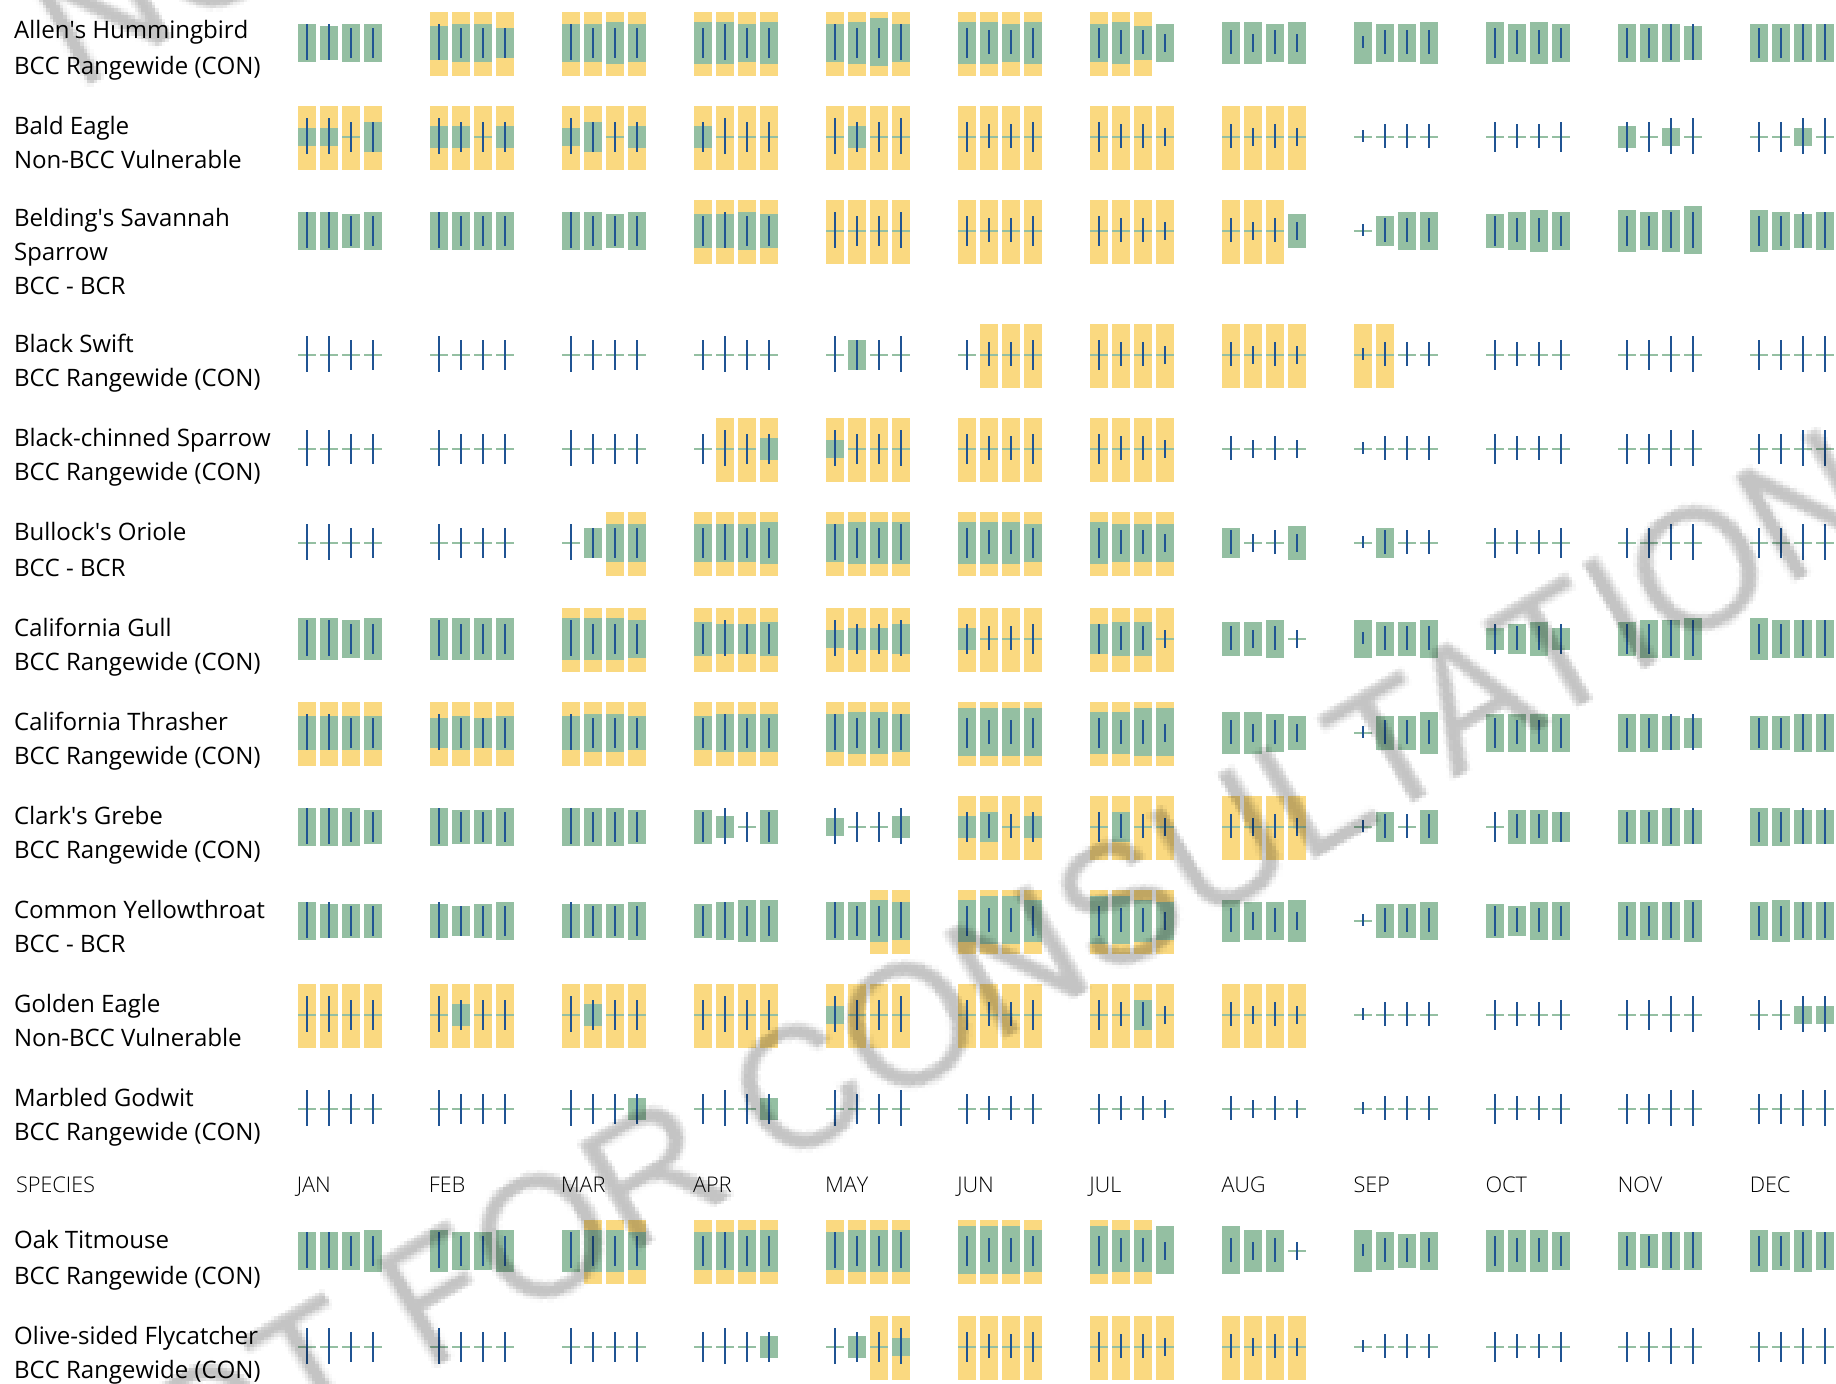 Allen's Hummingbird
BCC Rangewide (CON)
Bald Eagle
Non-BCC Vulnerable
Belding's Savannah
Sparrow
BCC - BCR
Black Swift
BCC Rangewide (CON)
Black-chinned Sparrow
BCC Rangewide (CON)
Bullock's Oriole
BCC - BCR
California Gull
BCC Rangewide (CON)
California Thrasher
BCC Rangewide (CON)
Clark's Grebe
BCC Rangewide (CON)
Common Yellowthroat
BCC - BCR
Golden Eagle
Non-BCC Vulnerable
Marbled Godwit
BCC Rangewide (CON)
SPECIES JAN FEB MAR APR MAY JUN JUL AUG SEP OCT NOV DEC
Oak Titmouse
BCC Rangewide (CON)
Olive-sided Flycatcher
BCC Rangewide (CON)
FOR CONSULTATION